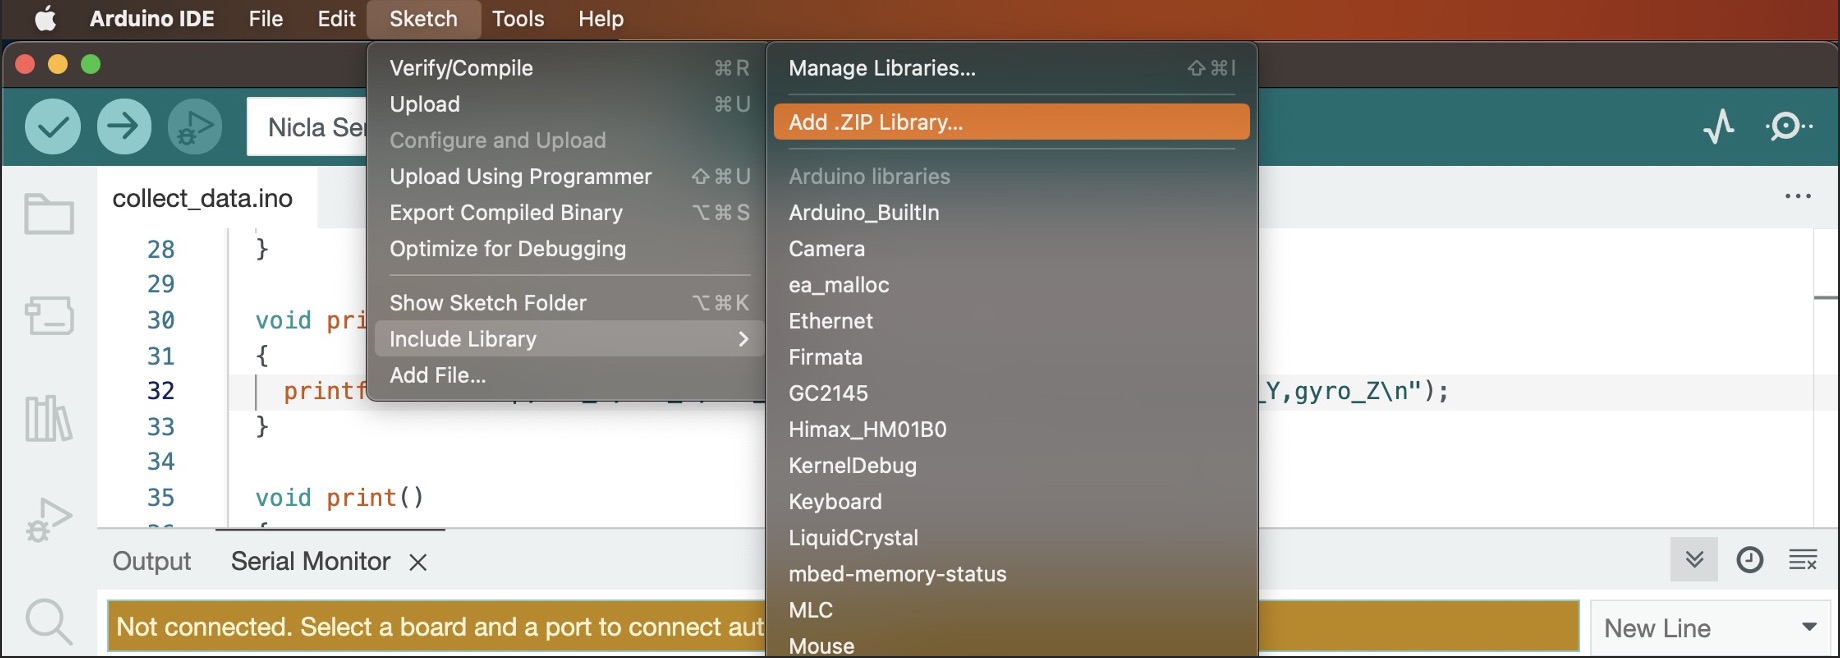 Arduino IDE File Edit Sketch Tools Help
Verify/Compile ⌘R
Upload ⌘U
Configure and Upload
Upload Using Programmer ⇧⌘U
Export Compiled Binary ⌥⌘S
Optimize for Debugging
Show Sketch Folder ⌥⌘K
Include Library
Add File...
Manage Libraries... ⇧⌘I
Add .ZIP Library...
Arduino libraries
Arduino_BuiltIn
Camera
ea_malloc
Ethernet
Firmata
GC2145
Himax_HM01B0
KernelDebug
Keyboard
LiquidCrystal
mbed-memory-status
MLC
Mouse
Nicla
collect_data.ino
28 }
29
30 void
31 {
32 printf _Y,gyro_Z\n");
33 }
34
35 void print()
Output Serial Monitor
Not connected. Select a board and a port to connect
New Line